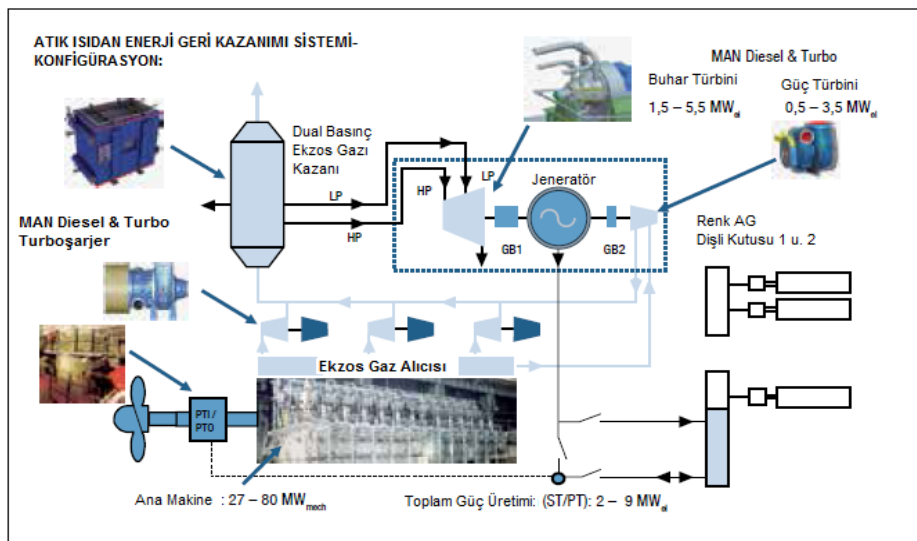 ATIK ISIDAN ENERJİ GERİ KAZANIMI SİSTEMİ-
KONFİGÜRASYON:
MAN Diesel & Turbo
Buhar Türbini
1,5 – 5,5 MWel
Güç Türbini
0,5 – 3,5 MWel
Dual Basınç
Ekzos Gazı
Kazanı
LP
HP
HP
LP
Jeneratör
GB1
GB2
MAN Diesel & Turbo
Turboşarjer
Renk AG
Dişli Kutusu 1 u. 2
Ekzos Gaz Alıcısı
PTI /
PTO
Ana Makine : 27 – 80 MWmech
Toplam Güç Üretimi: (ST/PT): 2 – 9 MWel